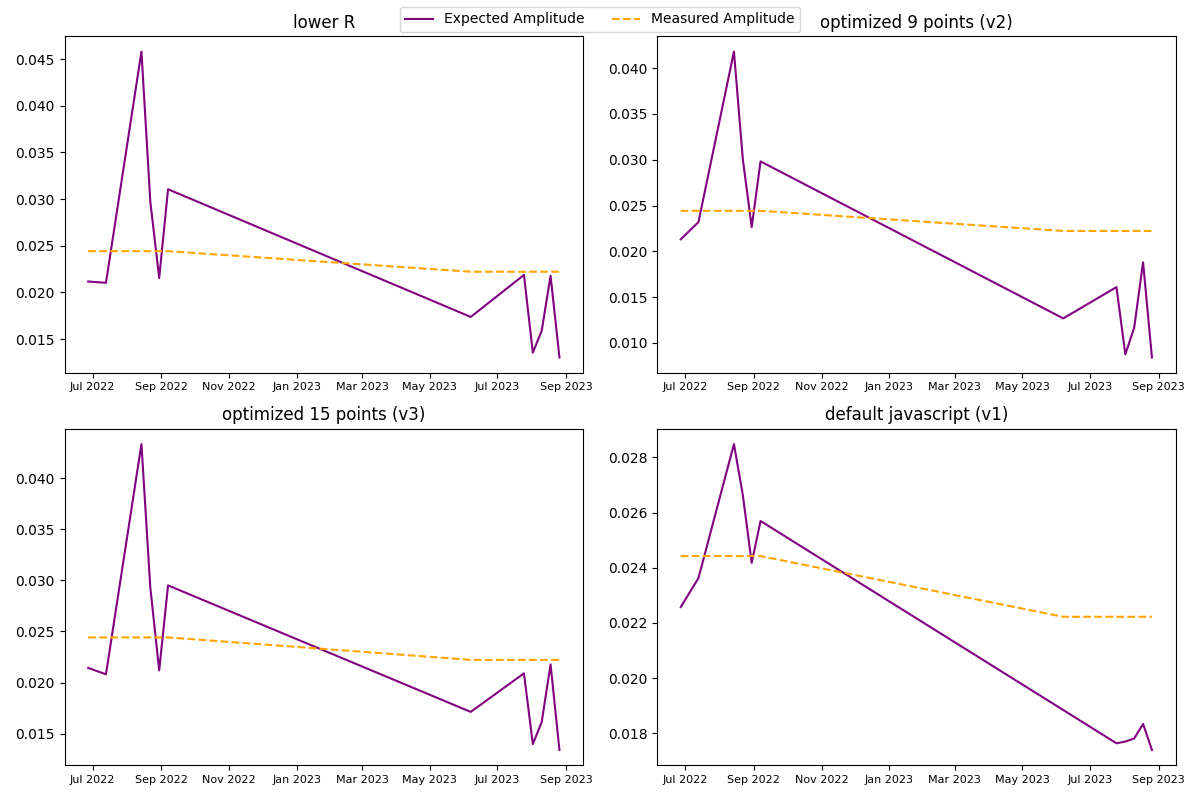 Expected Amplitude Measured Amplitude
lower R
0.045
0.040
0.035
0.030
0.025
0.020
0.015
Jul 2022 Sep 2022 Nov 2022 Jan 2023 Mar 2023 May 2023 Jul 2023 Sep 2023
optimized 9 points (v2)
0.040
0.035
0.030
0.025
0.020
0.015
0.010
Jul 2022 Sep 2022 Nov 2022 Jan 2023 Mar 2023 May 2023 Jul 2023 Sep 2023
optimized 15 points (v3)
0.040
0.035
0.030
0.025
0.020
0.015
Jul 2022 Sep 2022 Nov 2022 Jan 2023 Mar 2023 May 2023 Jul 2023 Sep 2023
default javascript (v1)
0.028
0.026
0.024
0.022
0.020
0.018
Jul 2022 Sep 2022 Nov 2022 Jan 2023 Mar 2023 May 2023 Jul 2023 Sep 2023